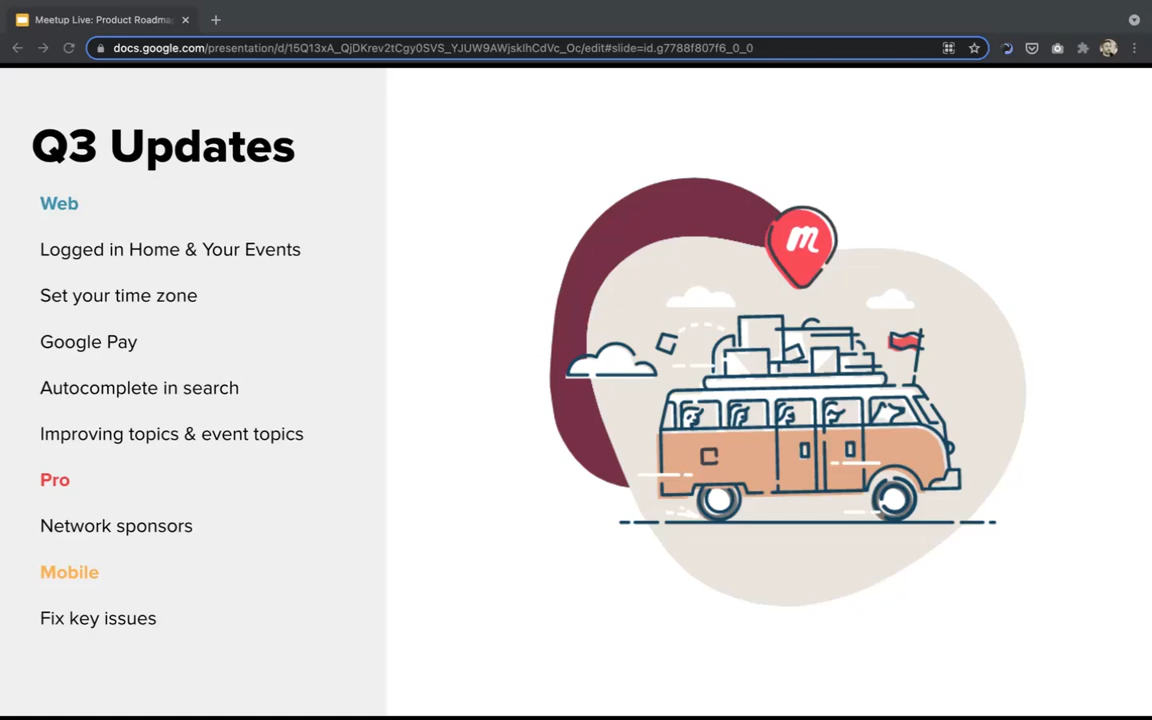 Meetup Live: Product Roadma
docs.google.com/presentation/d/15Q13xA_QjDKrev2tCgy0SVS_YJUW9AWjsklhCdVc_Oc/edit#slide=id.g7788f807f6_0_0
Q3 Updates
Web
Logged in Home & Your Events
Set your time zone
Google Pay
Autocomplete in search
Improving topics & event topics
Pro
Network sponsors
Mobile
Fix key issues
m